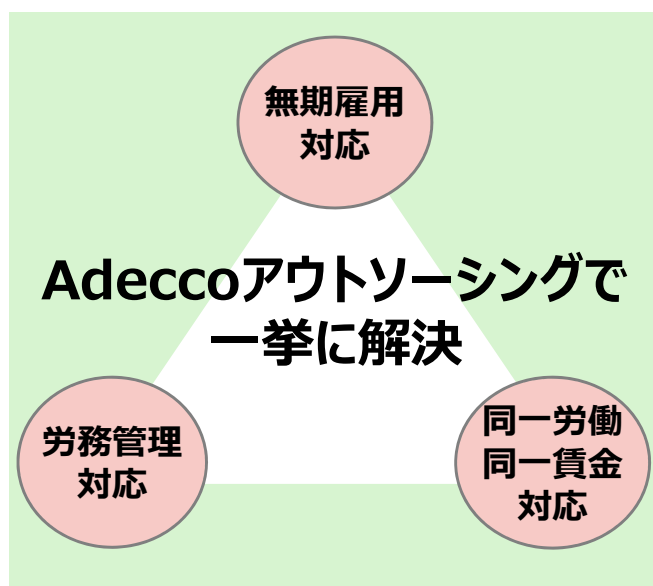 無期雇用
対応
Adeccoアウトソーシングで
一挙に解決
労務管理
対応
同一労働
同一賃金
対応